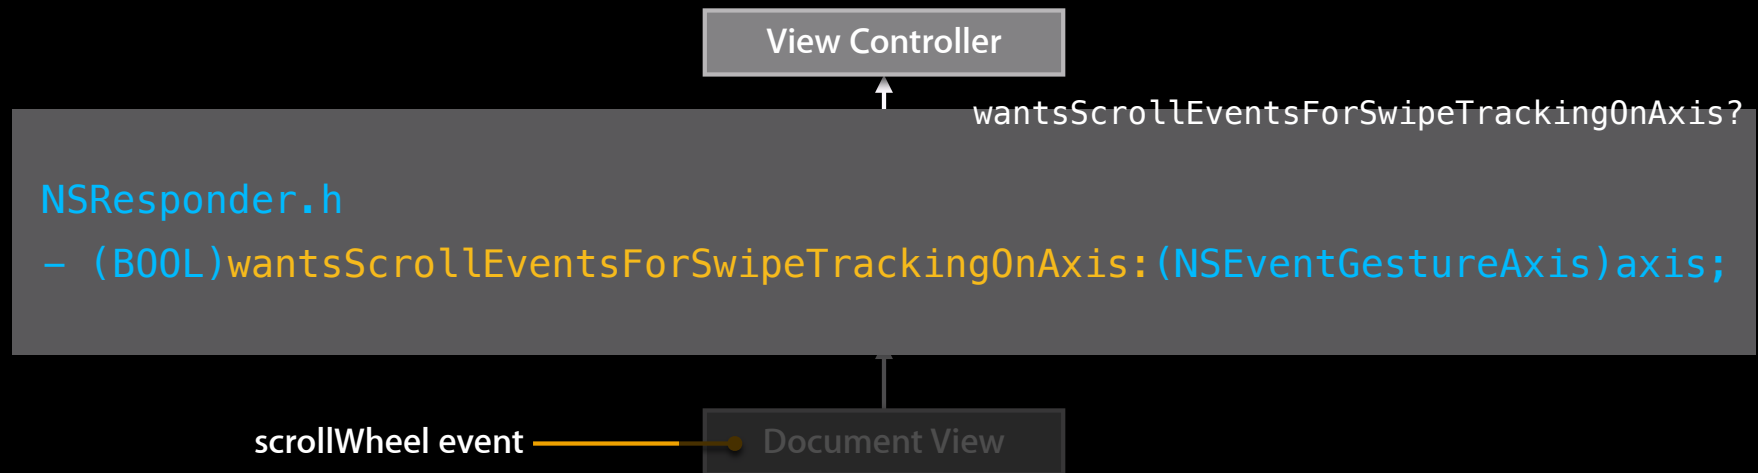 View Controller
wantsScrollEventsForSwipeTrackingOnAxis?
NSResponder.h
- (BOOL)wantsScrollEventsForSwipeTrackingOnAxis:(NSEventGestureAxis)axis;
scrollWheel event
Document View